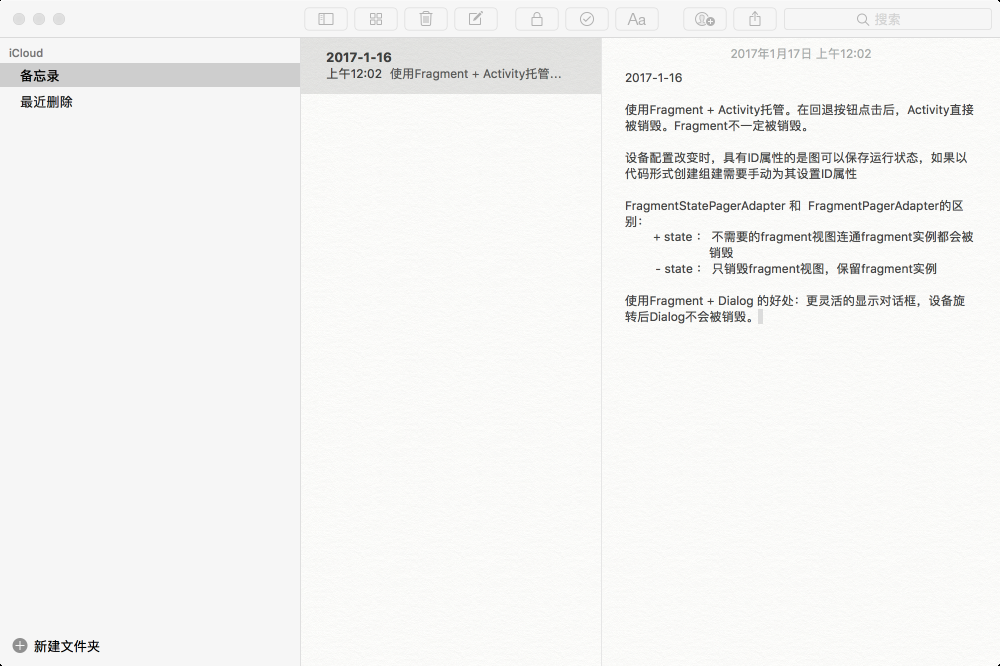 Aa
搜索
iCloud
备忘录
最近删除
新建文件夹
2017-1-16
上午12:02 使用Fragment + Activity托管...
2017年1月17日 上午12:02
2017-1-16
使用Fragment + Activity托管。在回退按钮点击后，Activity直接
被销毁。Fragment不一定被销毁。
设备配置改变时，具有ID属性的是图可以保存运行状态，如果以
代码形式创建组建需要手动为其设置ID属性
FragmentStatePagerAdapter 和 FragmentPagerAdapter的区
别：
+ state： 不需要的fragment视图连通fragment实例都会被
销毁
- state： 只销毁fragment视图，保留fragment实例
使用Fragment + Dialog 的好处：更灵活的显示对话框，设备旋
转后Dialog不会被销毁。